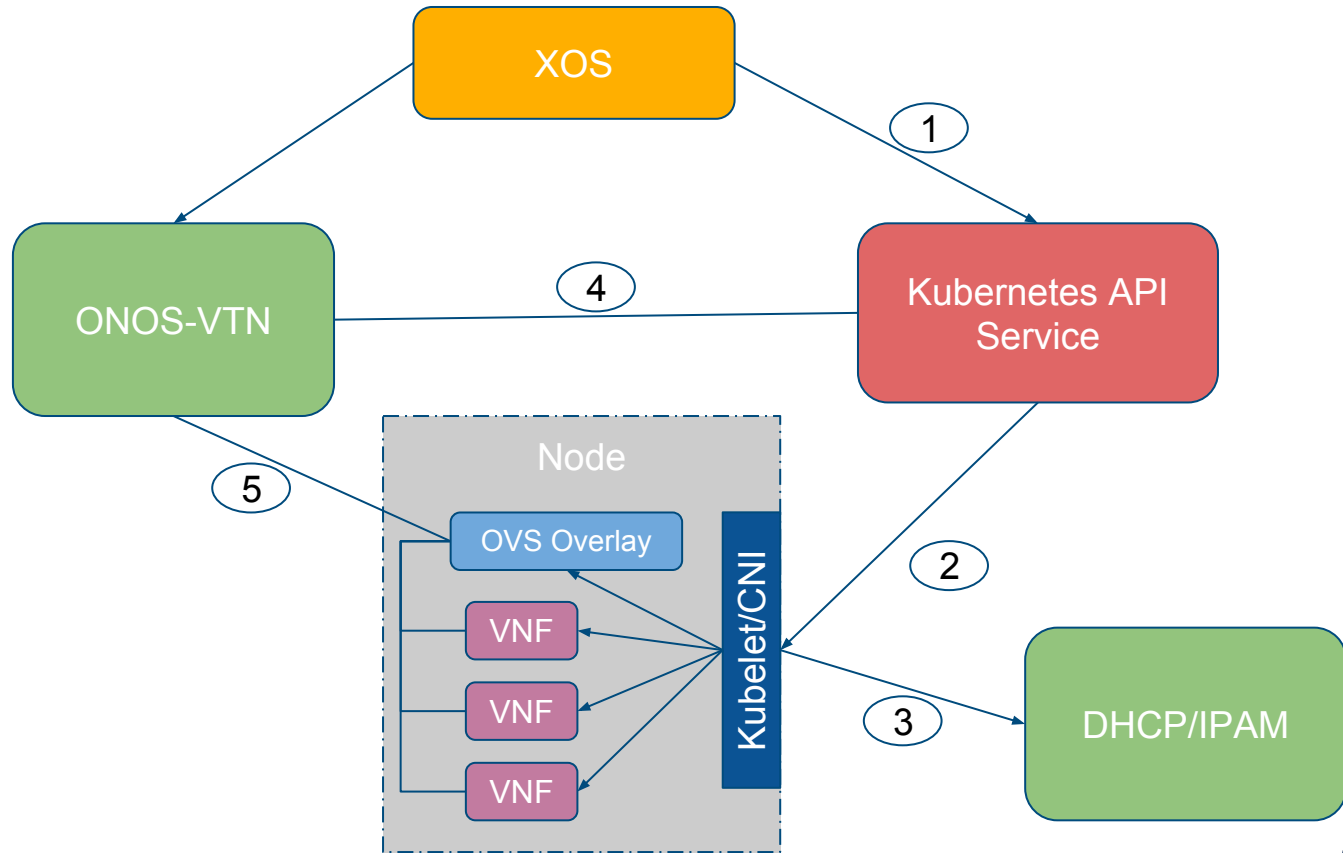 XOS
1
ONOS-VTN
4
Kubernetes API
Service
5
Node
OVS Overlay
Kubelet/CNI
2
VNF
VNF
VNF
3
DHCP/IPAM